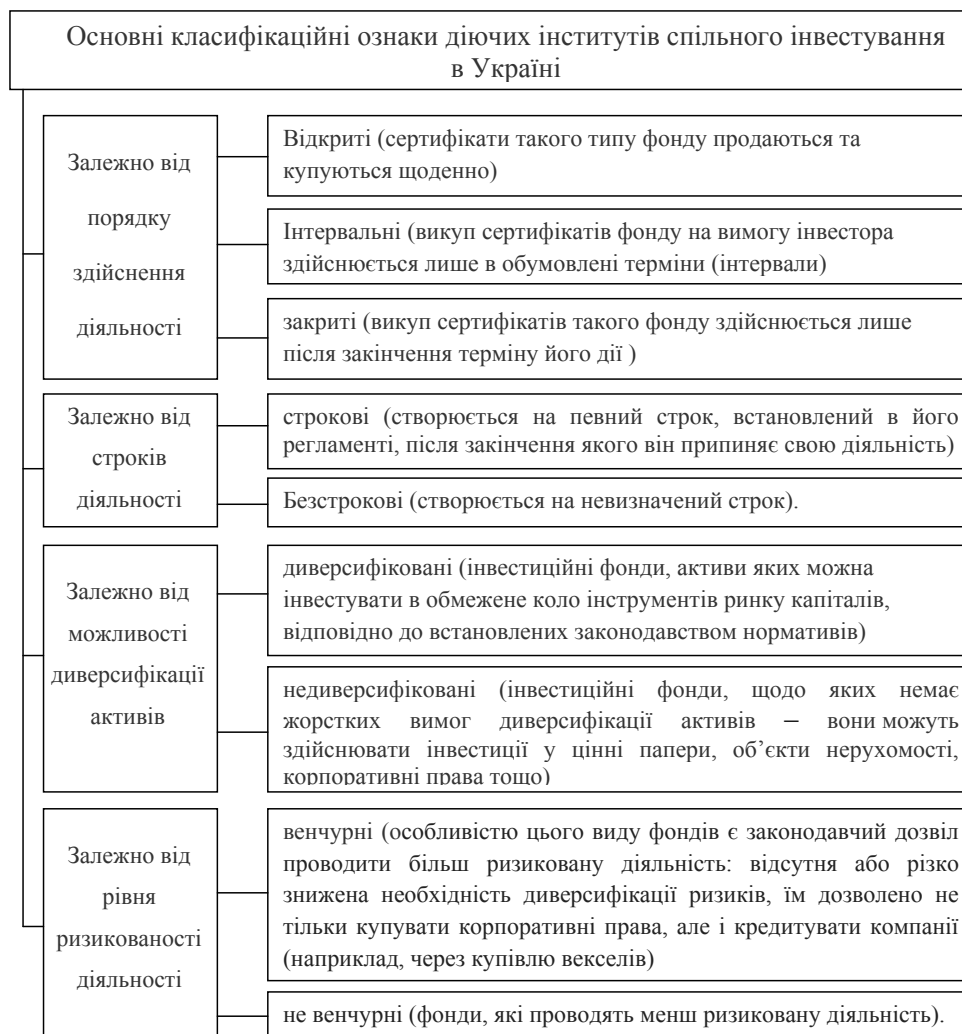 Основні класифікаційні ознаки діючих інститутів спільного інвестування
в Україні
Залежно від
порядку
здійснення
діяльності
Відкриті (сертифікати такого типу фонду продаються та
купуються щоденно)
Інтервальні (викуп сертифікатів фонду на вимогу інвестора
здійснюється лише в обумовлені терміни (інтервали)
закриті (викуп сертифікатів такого фонду здійснюється лише
після закінчення терміну його дії )
Залежно від
строків
діяльності
строкові (створюється на певний строк, встановлений в його
регламенті, після закінчення якого він припиняє свою діяльність)
Безстрокові (створюється на невизначений строк).
Залежно від
можливості
диверсифікації
активів
диверсифіковані (інвестиційні фонди, активи яких можна
інвестувати в обмежене коло інструментів ринку капіталів,
відповідно до встановлених законодавством нормативів)
недиверсифіковані (інвестиційні фонди, щодо яких немає
жорстких вимог диверсифікації активів – вони можуть
здійснювати інвестиції у цінні папери, об’єкти нерухомості,
корпоративні права тощо)
Залежно від
рівня
ризикованості
діяльності
венчурні (особливістю цього виду фондів є законодавчий дозвіл
проводити більш ризиковану діяльність: відсутня або різко
знижена необхідність диверсифікації ризиків, їм дозволено не
тільки купувати корпоративні права, але і кредитувати компанії
(наприклад, через купівлю векселів)
не венчурні (фонди, які проводять менш ризиковану діяльність).